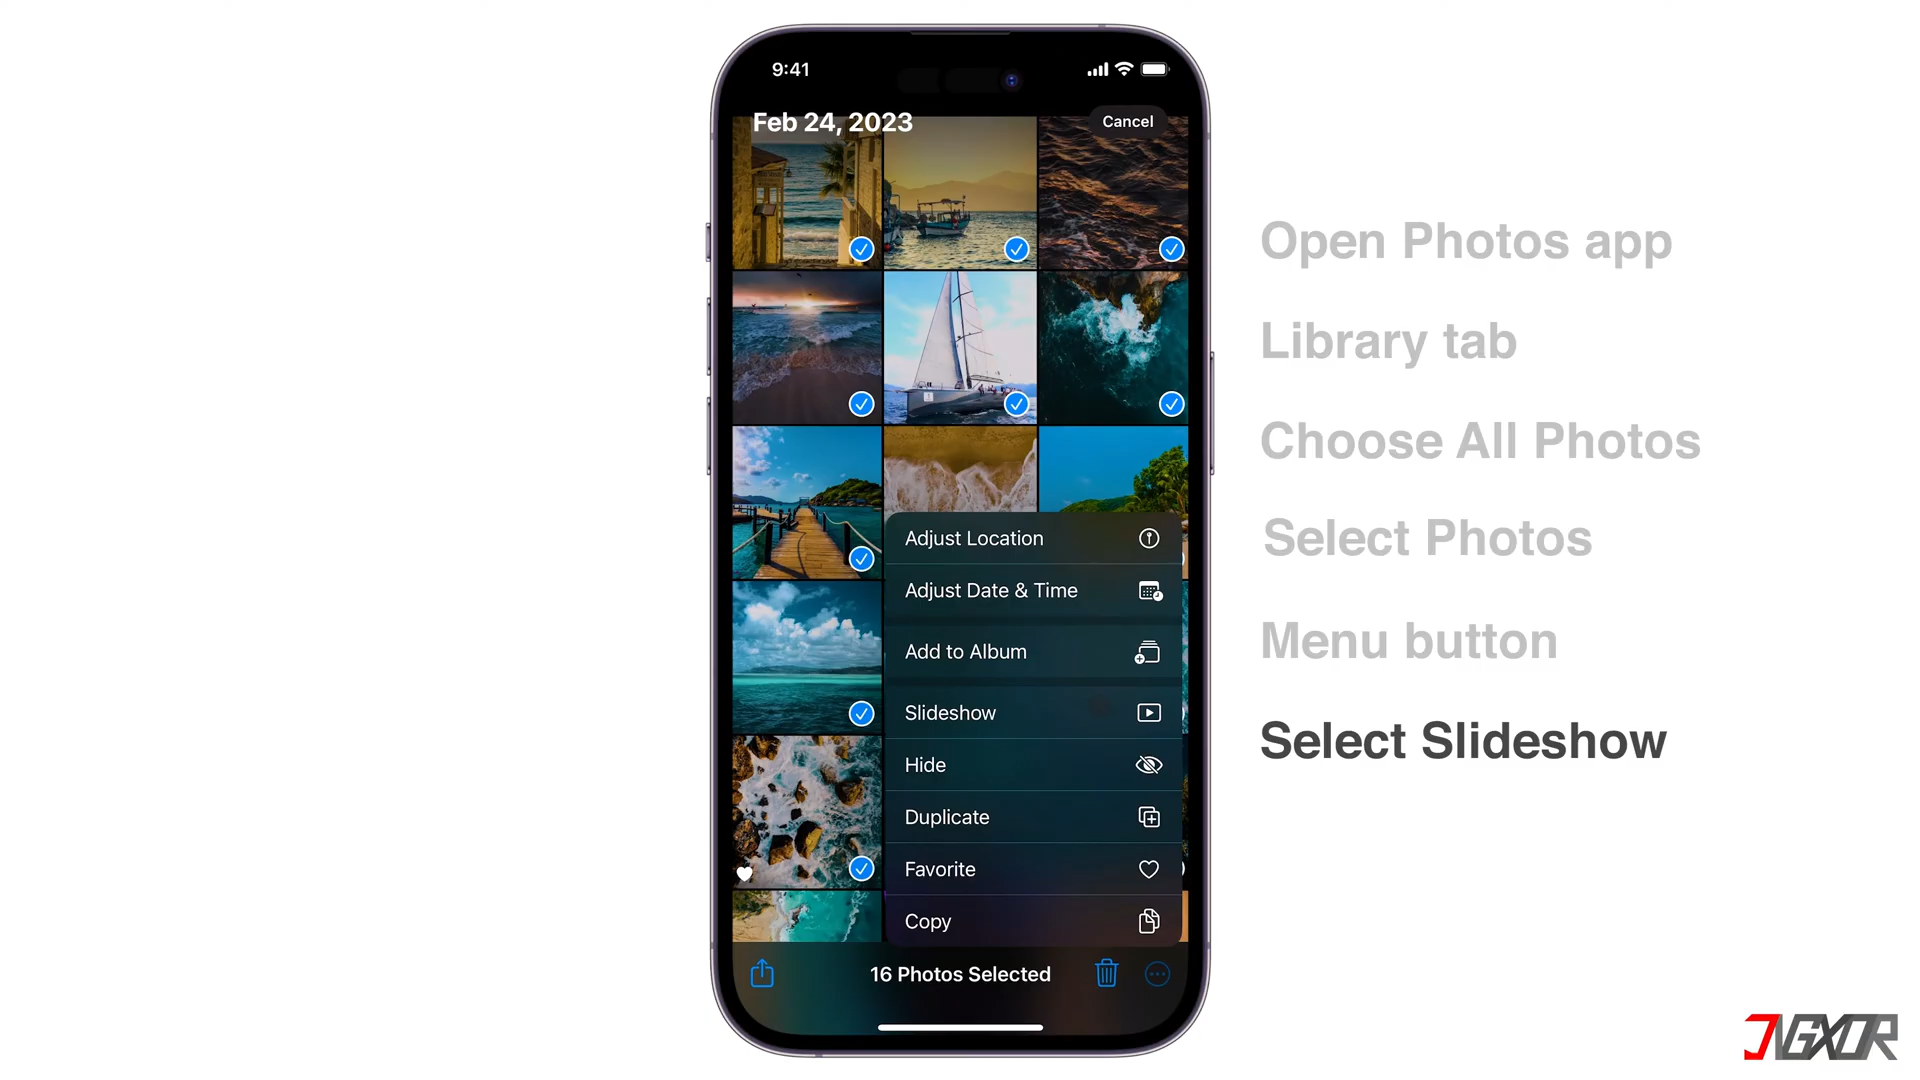 9:41
Feb 24, 2023
Cancel
Adjust Location
Adjust Date & Time
Add to Album
Slideshow
Hide
Duplicate
Favorite
Copy
16 Photos Selected
Open Photos app
Library tab
Choose All Photos
Select Photos
Menu button
Select Slideshow
JVGXOR